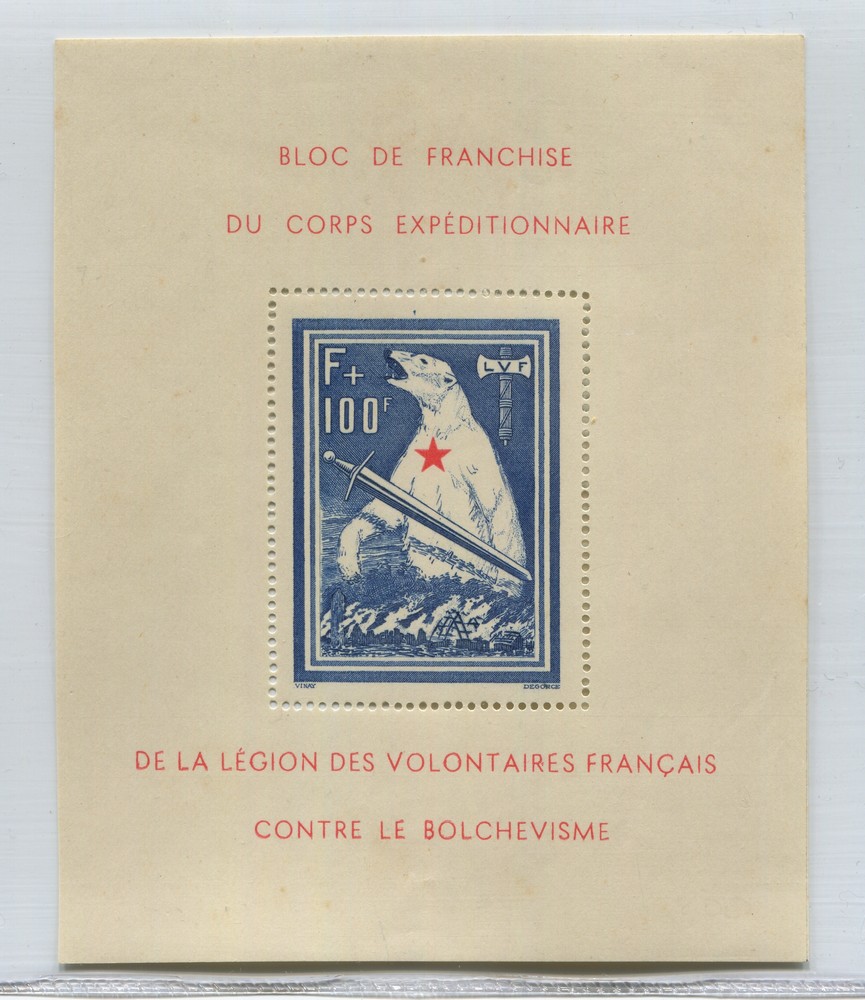 BLOC DE FRANCHISE
DU CORPS EXPÉDITIONNAIRE
F+
100F
LVF
VINAY
DEGORCE
DE LA LÉGION DES VOLONTAIRES FRANÇAIS
CONTRE LE BOLCHEVISME